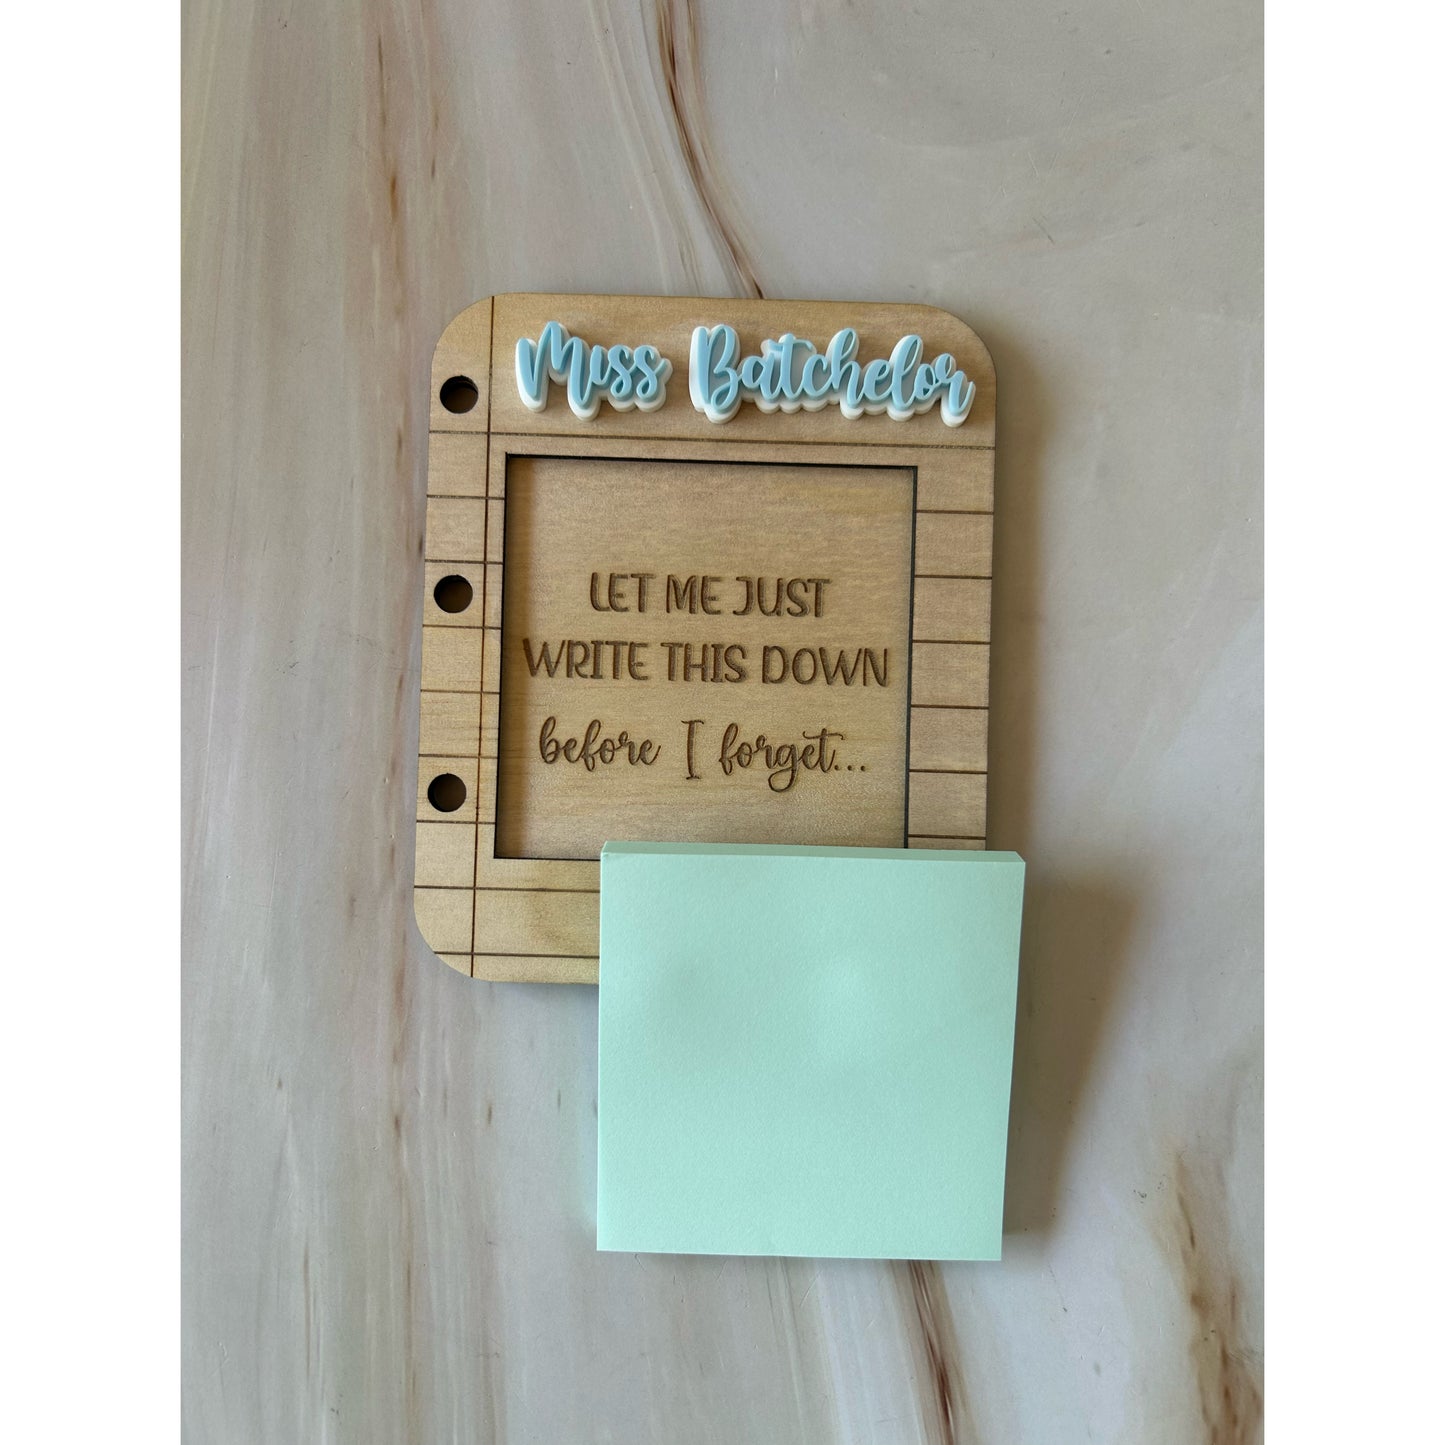 Miss Batchelor
LET ME JUST
WRITE THIS DOWN
before I forget...